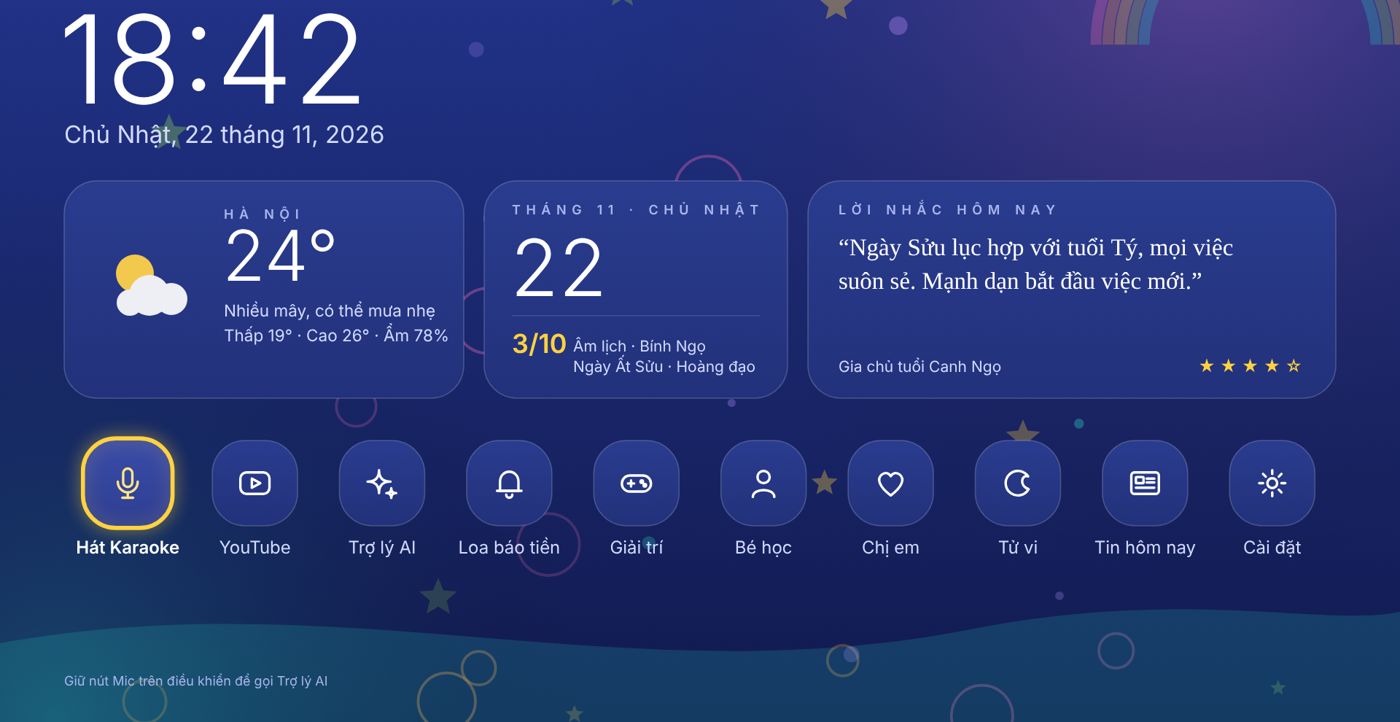 18:42
Chủ Nhật, 22 tháng 11, 2026
HÀ NỘI
24°
Nhiều mây, có thể mưa nhẹ
Thấp 19° · Cao 26° · Ẩm 78%
THÁNG 11 · CHỦ NHẬT
22
3/10 Âm lịch · Bính Ngọ
Ngày Ất Sửu · Hoàng đạo
LỜI NHẮC HÔM NAY
“Ngày Sửu lục hợp với tuổi Tý, mọi việc
suôn sẻ. Mạnh dạn bắt đầu việc mới.”
Gia chủ tuổi Canh Ngọ ★★★★☆
Hát Karaoke
YouTube
Trợ lý AI
Loa báo tiền
Giải trí
Bé học
Chị em
Tử vi
Tin hôm nay
Cài đặt
Giữ nút Mic trên điều khiển để gọi Trợ lý AI